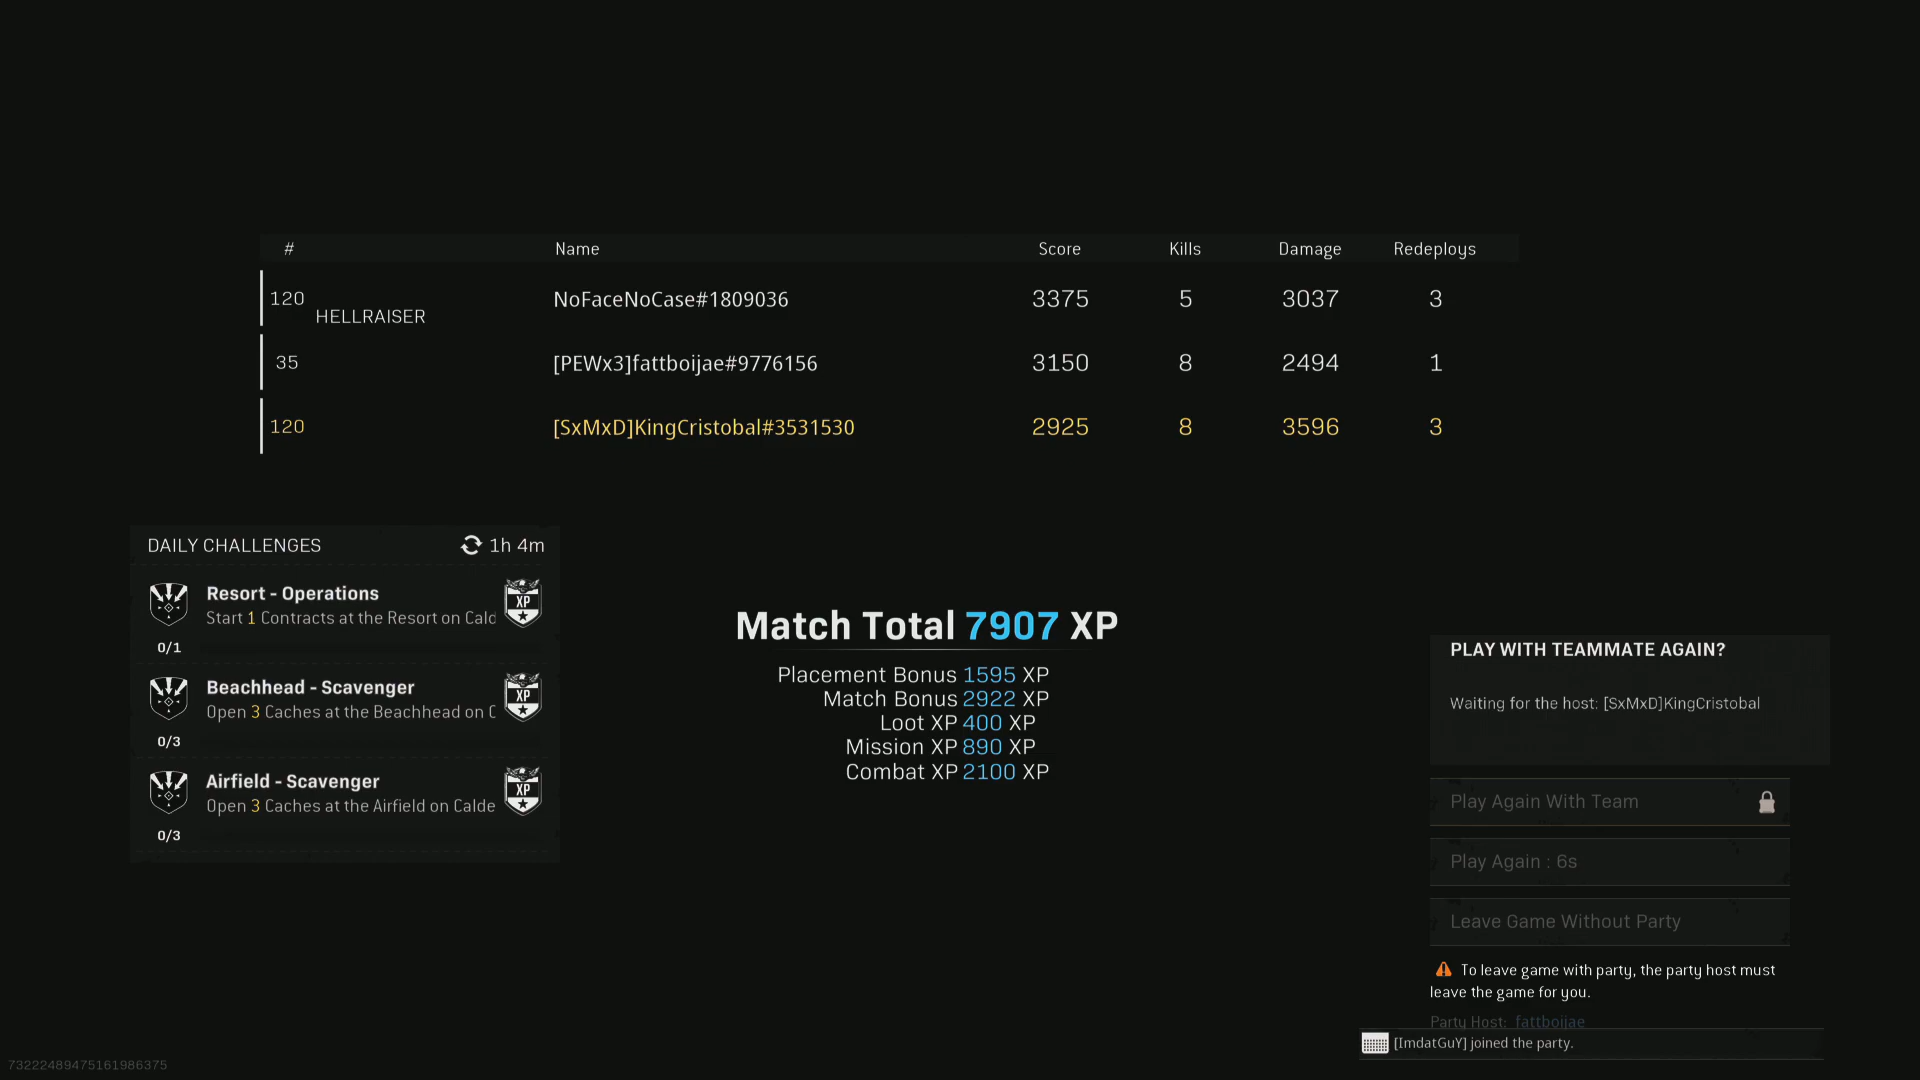 # Name Score Kills Damage Redeploys
120 HELLRAISER NoFaceNoCase#1809036 3375 5 3037 3
35 [PEWx3]fattboijae#9776156 3150 8 2494 1
120 [SxMxD]KingCristobal#3531530 2925 8 3596 3
DAILY CHALLENGES 1h 4m
Resort - Operations
Start 1 Contracts at the Resort on Cald
XP
0/1
Beachhead - Scavenger
Open 3 Caches at the Beachhead on C
XP
0/3
Airfield - Scavenger
Open 3 Caches at the Airfield on Calde
XP
0/3
Match Total 7907 XP
Placement Bonus 1595 XP
Match Bonus 2922 XP
Loot XP 400 XP
Mission XP 890 XP
Combat XP 2100 XP
PLAY WITH TEAMMATE AGAIN?
Waiting for the host: [SxMxD]KingCristobal
Play Again With Team
Play Again : 6s
Leave Game Without Party
To leave game with party, the party host must
leave the game for you.
Party Host: fattboijae
[ImdatGuY] joined the party.
73222489475161986375